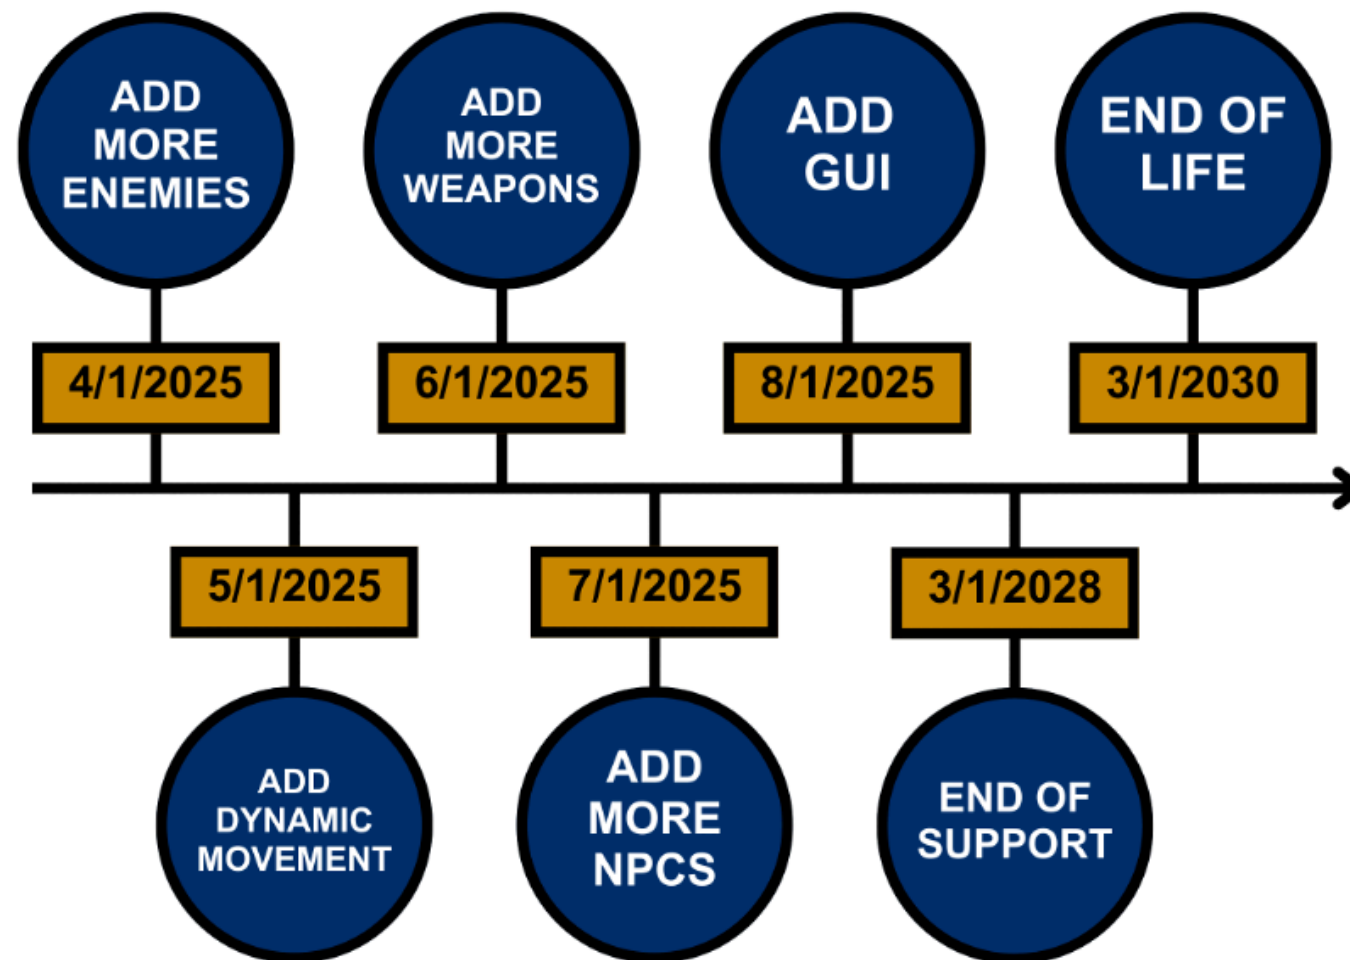 ADD
MORE
ENEMIES
4/1/2025
ADD
DYNAMIC
MOVEMENT
5/1/2025
ADD
MORE
WEAPONS
6/1/2025
ADD
MORE
NPCS
7/1/2025
ADD
GUI
8/1/2025
END OF
SUPPORT
3/1/2028
END OF
LIFE
3/1/2030